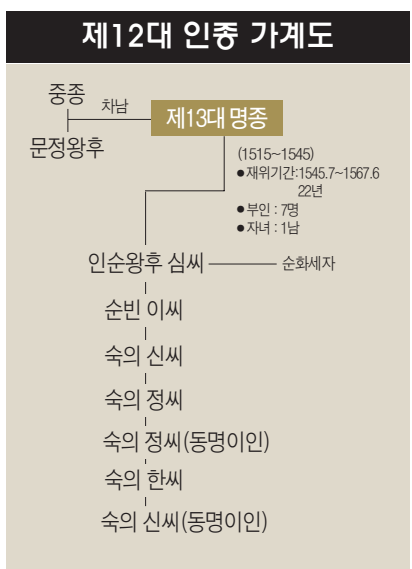 제12대 인종 가계도
중종
차남
제13대 명종
문정왕후
(1515~1545)
●재위기간:1545.7~1567.6
22년
●부인 : 7명
●자녀 : 1남
인순왕후 심씨
순화세자
순빈 이씨
숙의 신씨
숙의 정씨
숙의 정씨(동명이인)
숙의 한씨
숙의 신씨(동명이인)